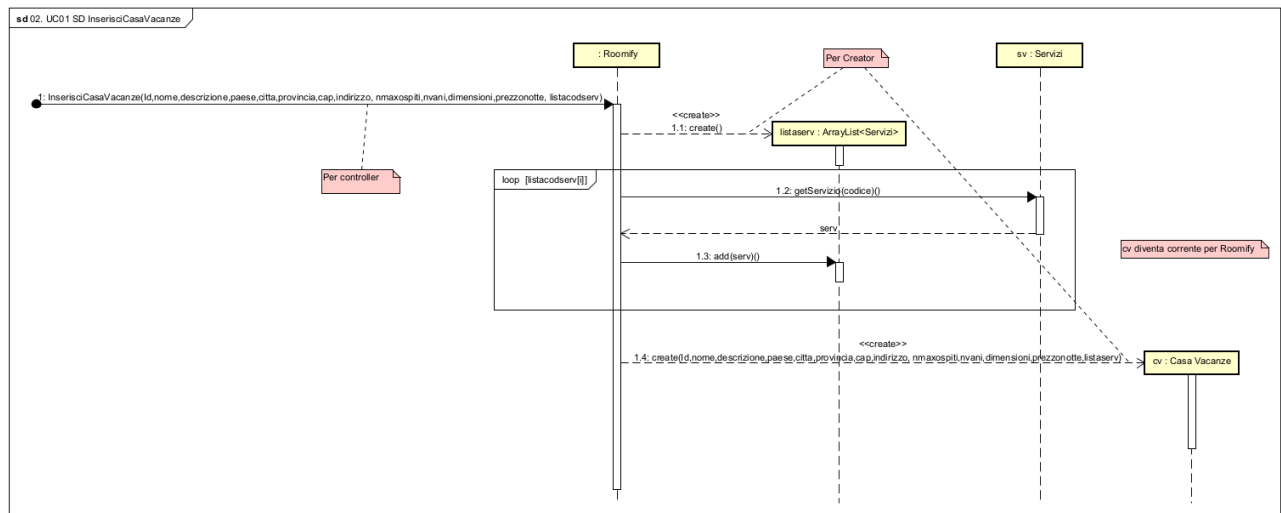 sd 02. UC01 SD InserisciCasaVacanze
: Roomify
Per Creator
sv : Servizi
1: InserisciCasaVacanze(Id,nome,descrizione,paese,citta,provincia,cap,indirizzo, nmaxospiti,nvani,dimensioni,prezzonotte, listacodserv)
<<create>>
1.1: create()
listaserv : ArrayList<Servizi>
Per controller
loop [listacodserv[i]]
1.2: getServizio(codice)()
serv
cv diventa corrente per Roomify
1.3: add(serv)()
<<create>>
1.4: create(Id,nome,descrizione,paese,citta,provincia,cap,indirizzo, nmaxospiti,nvani,dimensioni,prezzonotte,listaserv)
cv : Casa Vacanze